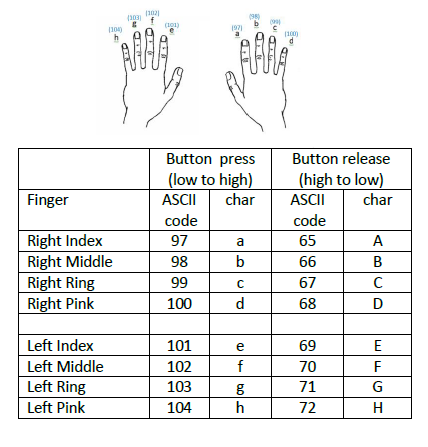 (104) (103) (102) (101) (97) (98) (99) (100)
h g f e a b c d
Button press (low to high) Button release (high to low)
Finger ASCII code char ASCII code char
Right Index 97 a 65 A
Right Middle 98 b 66 B
Right Ring 99 c 67 C
Right Pink 100 d 68 D
Left Index 101 e 69 E
Left Middle 102 f 70 F
Left Ring 103 g 71 G
Left Pink 104 h 72 H